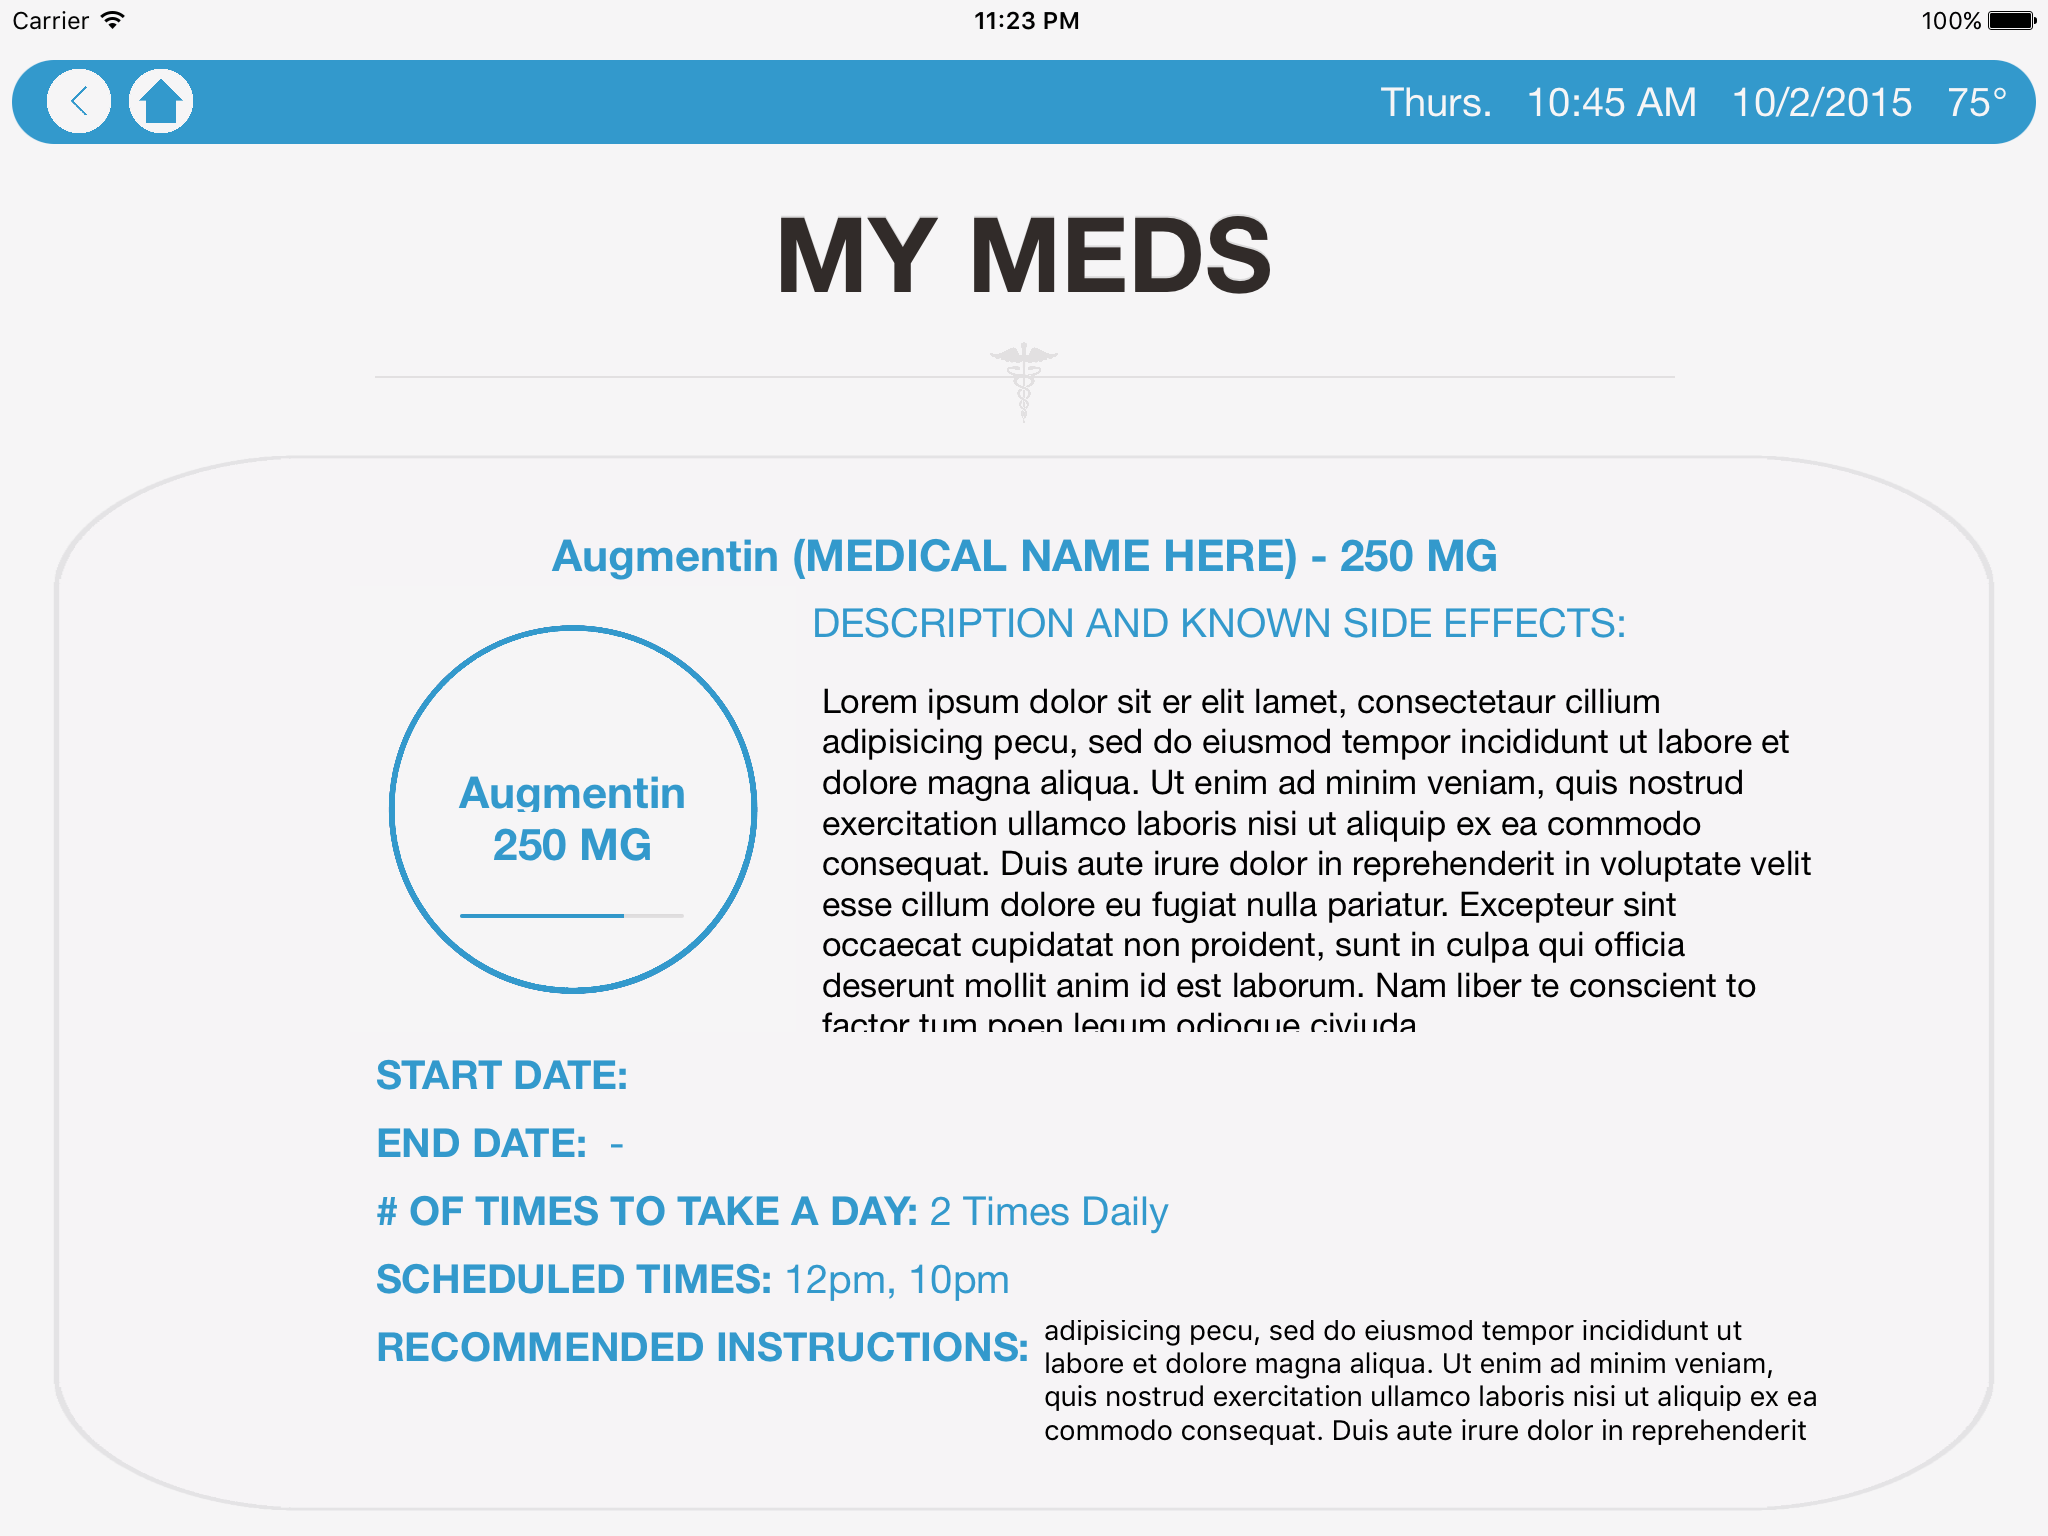 Carrier 11:23 PM 100%
Thurs. 10:45 AM 10/2/2015 75°
MY MEDS
Augmentin (MEDICAL NAME HERE) - 250 MG
DESCRIPTION AND KNOWN SIDE EFFECTS:
Augmentin
250 MG
Lorem ipsum dolor sit er elit lamet, consectetaur cillium
adipisicing pecu, sed do eiusmod tempor incididunt ut labore et
dolore magna aliqua. Ut enim ad minim veniam, quis nostrud
exercitation ullamco laboris nisi ut aliquip ex ea commodo
consequat. Duis aute irure dolor in reprehenderit in voluptate velit
esse cillum dolore eu fugiat nulla pariatur. Excepteur sint
occaecat cupidatat non proident, sunt in culpa qui officia
deserunt mollit anim id est laborum. Nam liber te conscient to
factor tum poen legum odioque civiuda
START DATE:
END DATE: -
# OF TIMES TO TAKE A DAY: 2 Times Daily
SCHEDULED TIMES: 12pm, 10pm
RECOMMENDED INSTRUCTIONS:
adipisicing pecu, sed do eiusmod tempor incididunt ut
labore et dolore magna aliqua. Ut enim ad minim veniam,
quis nostrud exercitation ullamco laboris nisi ut aliquip ex ea
commodo consequat. Duis aute irure dolor in reprehenderit